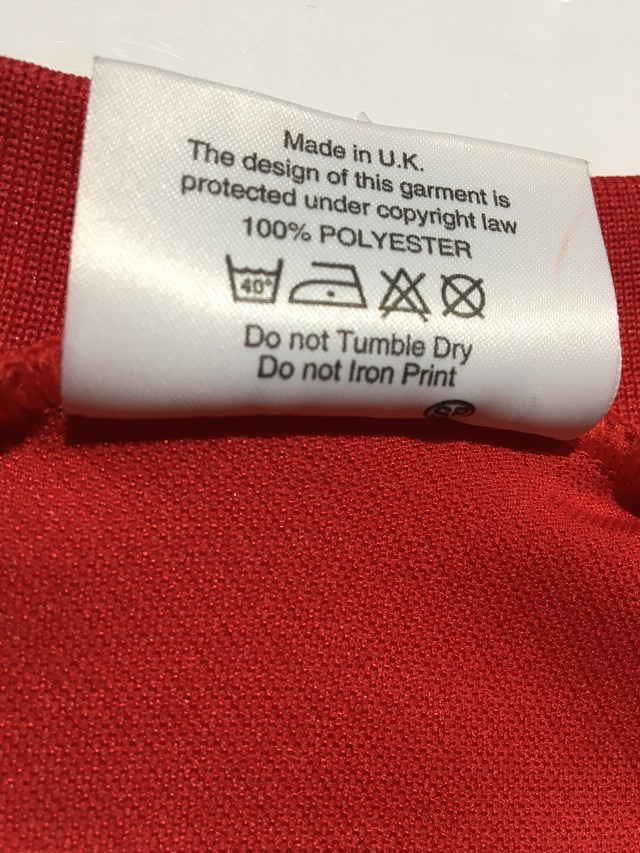 Made in U.K.
The design of this garment is
protected under copyright law
100% POLYESTER
40°
Do not Tumble Dry
Do not Iron Print
SP